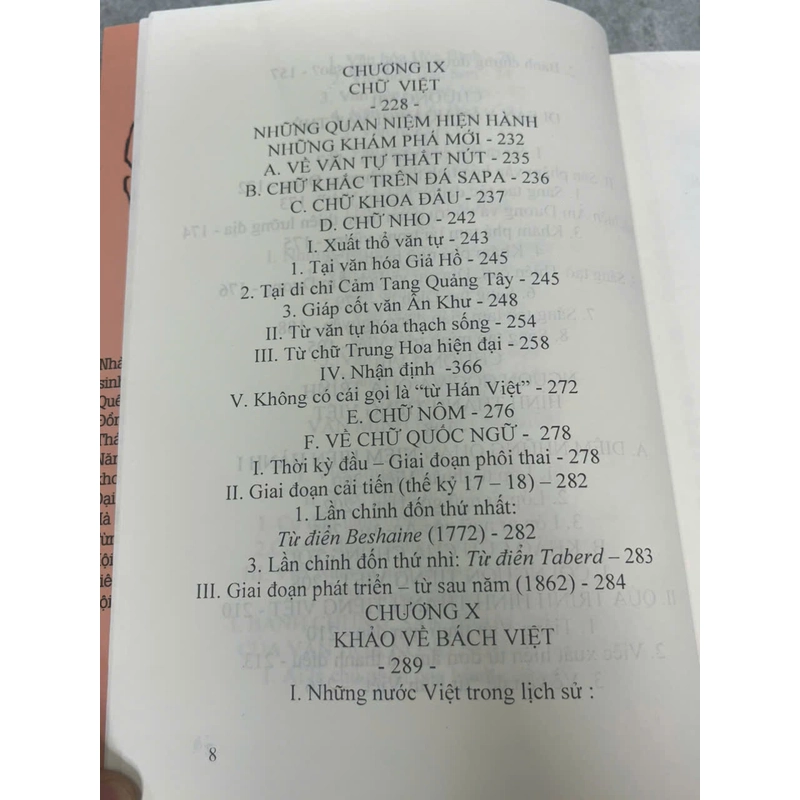 CHƯƠNG IX
CHỮ VIỆT
- 228 -
NHỮNG QUAN NIỆM HIỆN HÀNH
NHỮNG KHÁM PHÁ MỚI - 232
A. VỀ VĂN TỰ THẮT NÚT - 235
B. CHỮ KHẮC TRÊN ĐÁ SAPA - 236
C. CHỮ KHOA ĐẨU - 237
D. CHỮ NHO - 242
I. Xuất thổ văn tự - 243
1. Tại văn hóa Giả Hồ - 245
2. Tại di chỉ Cảm Tang Quảng Tây - 245
3. Giáp cốt văn Ân Khư - 248
II. Từ văn tự hóa thạch sống - 254
III. Từ chữ Trung Hoa hiện đại - 258
IV. Nhận định -366
V. Không có cái gọi là “từ Hán Việt” - 272
E. CHỮ NÔM - 276
F. VỀ CHỮ QUỐC NGỮ - 278
I. Thời kỳ đầu – Giai đoạn phôi thai - 278
II. Giai đoạn cải tiến (thế kỷ 17 – 18) – 282
1. Lần chỉnh đốn thứ nhất:
Từ điển Beshaine (1772) - 282
3. Lần chỉnh đốn thứ nhì: Từ điển Taberd – 283
III. Giai đoạn phát triển – từ sau năm (1862) - 284
CHƯƠNG X
KHẢO VỀ BÁCH VIỆT
- 289 -
I. Những nước Việt trong lịch sử :
8